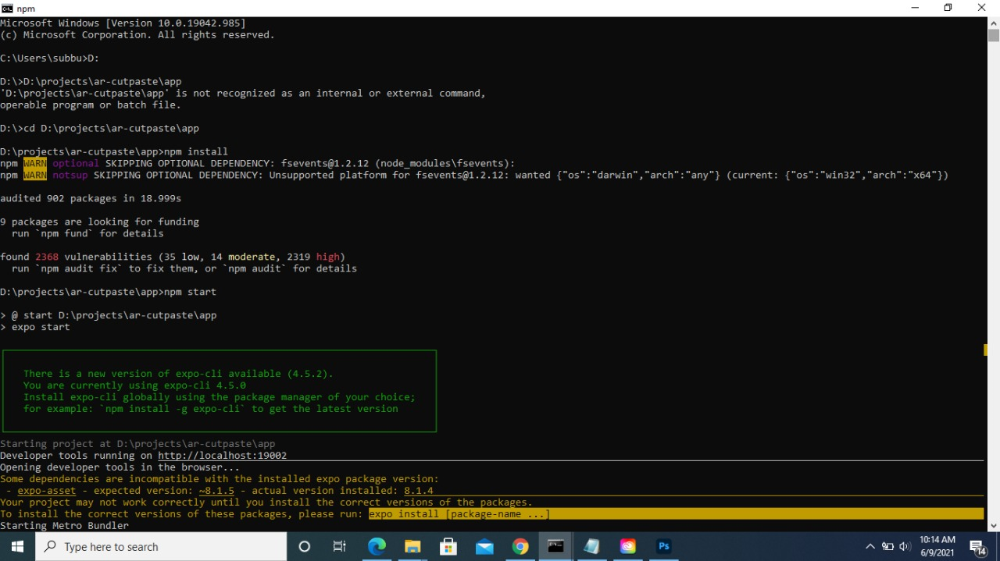 npm
Microsoft Windows [Version 10.0.19042.985]
(c) Microsoft Corporation. All rights reserved.
C:\Users\subbu>D:
D:\>D:\projects\ar-cutpaste\app
'D:\projects\ar-cutpaste\app' is not recognized as an internal or external command,
operable program or batch file.
D:\>cd D:\projects\ar-cutpaste\app
D:\projects\ar-cutpaste\app>npm install
npm WARN optional SKIPPING OPTIONAL DEPENDENCY: fsevents@1.2.12 (node_modules\fsevents):
npm WARN notsup SKIPPING OPTIONAL DEPENDENCY: Unsupported platform for fsevents@1.2.12: wanted {"os":"darwin","arch":"any"} (current: {"os":"win32","arch":"x64"})
audited 902 packages in 18.999s
9 packages are looking for funding
run `npm fund` for details
found 2368 vulnerabilities (35 low, 14 moderate, 2319 high)
run `npm audit fix` to fix them, or `npm audit` for details
D:\projects\ar-cutpaste\app>npm start
> @ start D:\projects\ar-cutpaste\app
> expo start
There is a new version of expo-cli available (4.5.2).
You are currently using expo-cli 4.5.0
Install expo-cli globally using the package manager of your choice;
for example: `npm install -g expo-cli` to get the latest version
Starting project at D:\projects\ar-cutpaste\app
Developer tools running on http://localhost:19002
Opening developer tools in the browser...
Some dependencies are incompatible with the installed expo package version:
- expo-asset - expected version: ~8.1.5 - actual version installed: 8.1.4
Your project may not work correctly until you install the correct versions of the packages.
To install the correct versions of these packages, please run: expo install [package-name ...]
Starting Metro Bundler
Type here to search
Ps
10:14 AM
6/9/2021
14